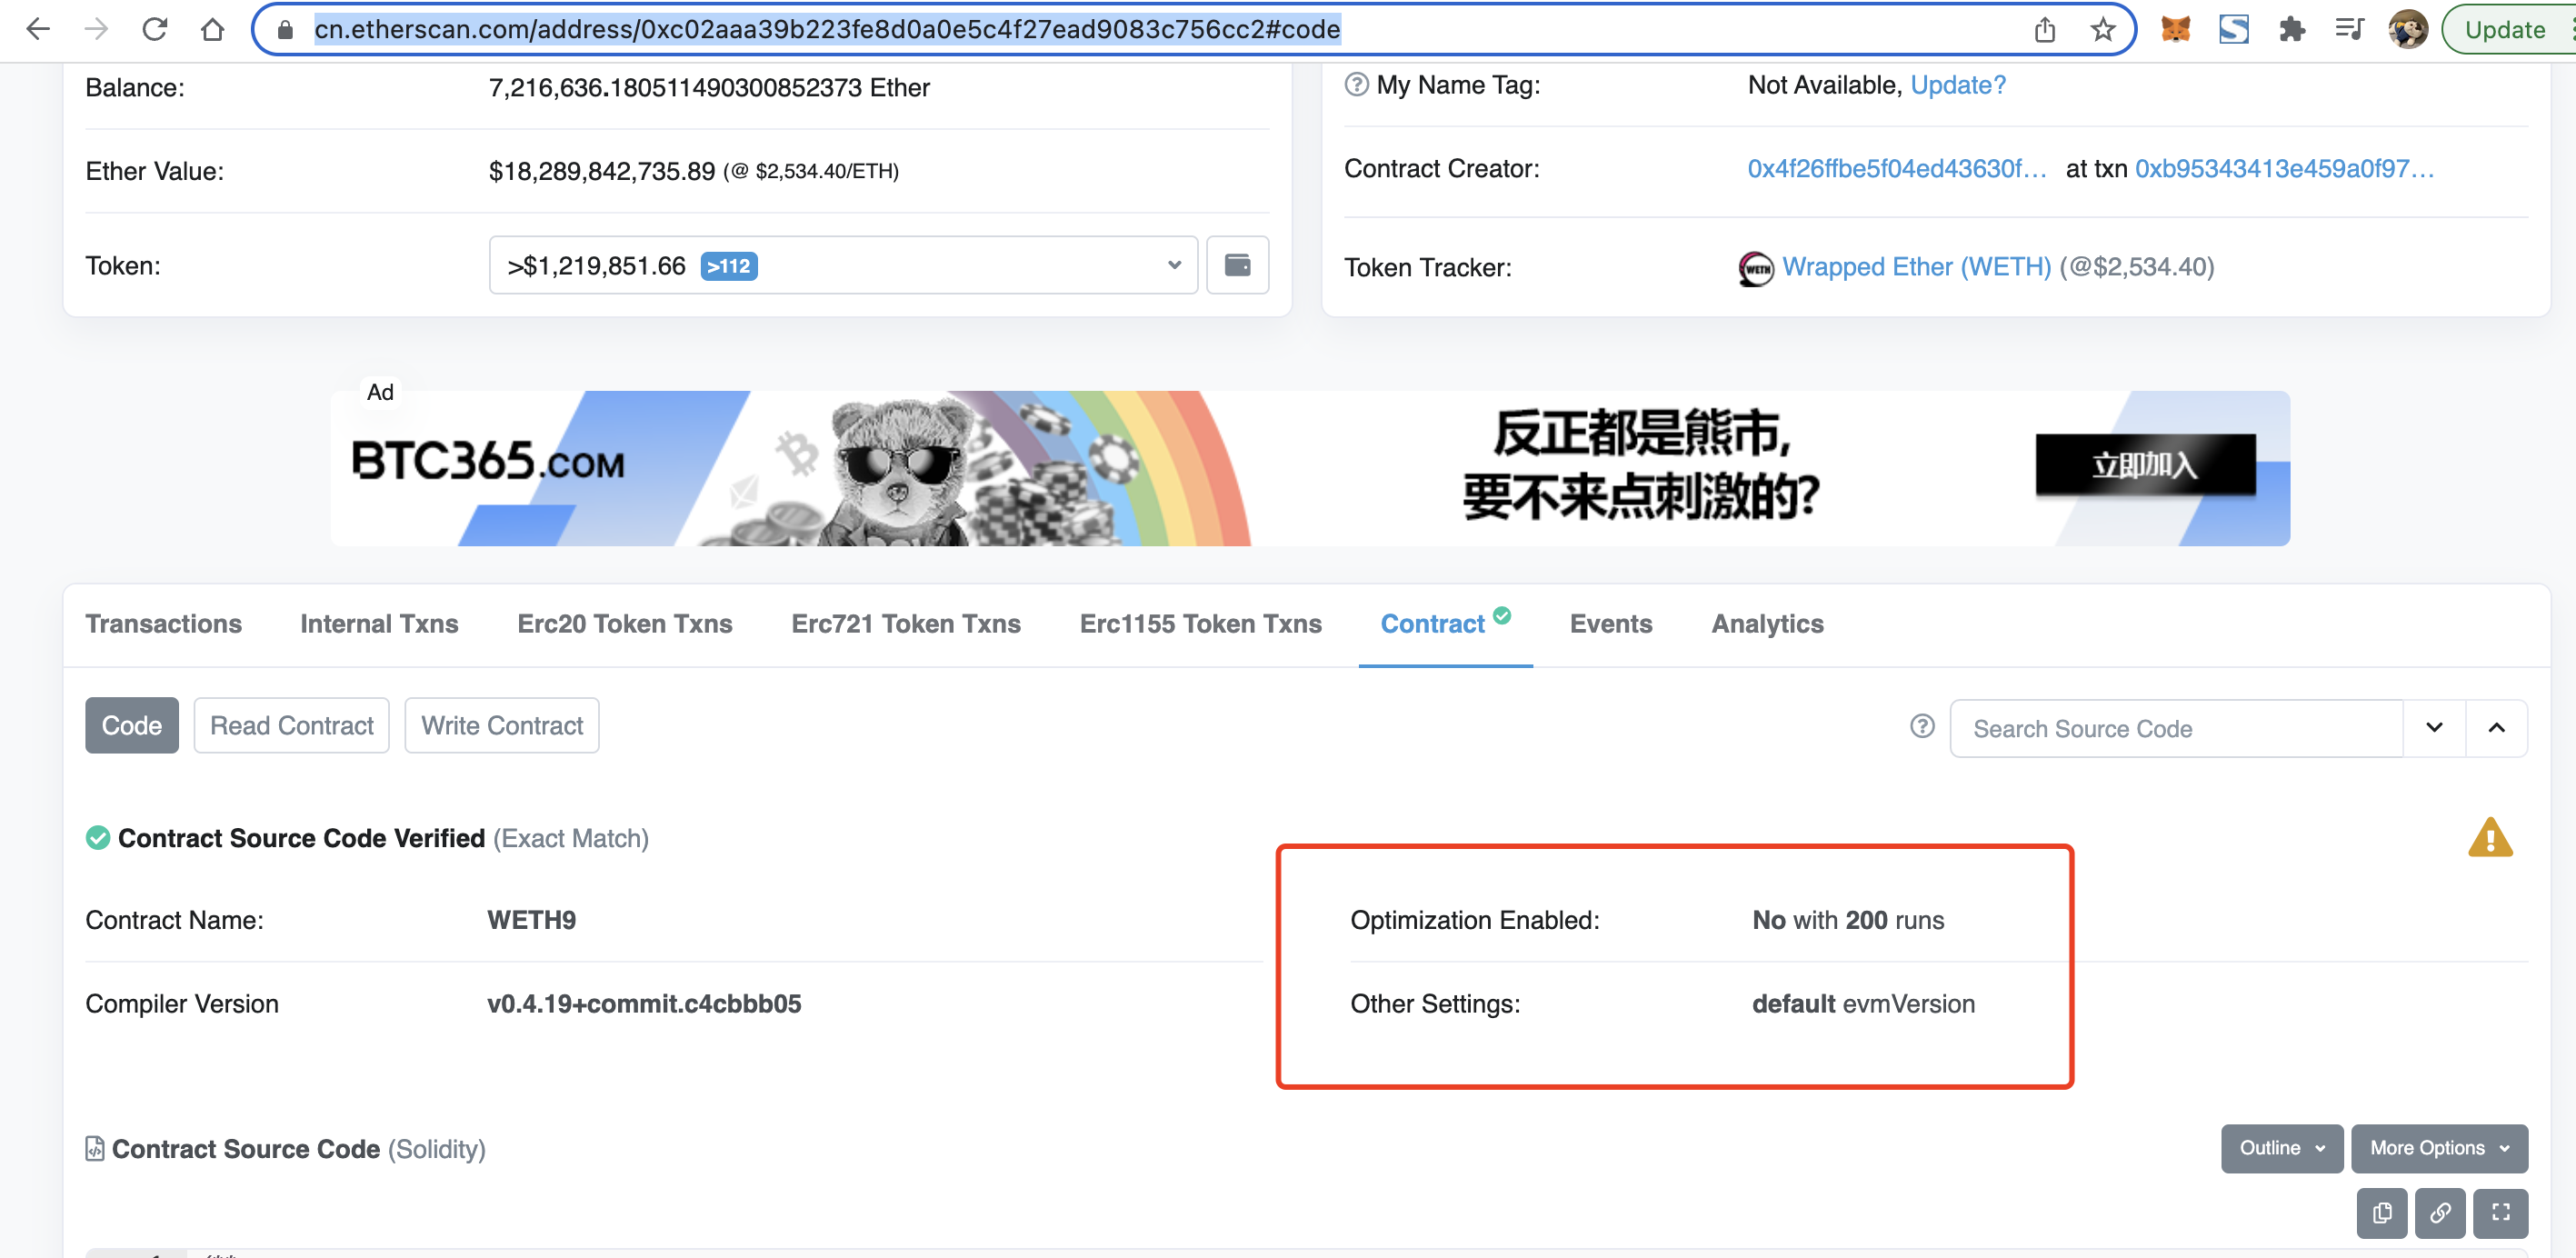 cn.etherscan.com/address/0xc02aaa39b223fe8d0a0e5c4f27ead9083c756cc2#code
Update
Balance:
7,216,636.180511490300852373 Ether
My Name Tag:
Not Available, Update?
Ether Value:
$18,289,842,735.89 (@ $2,534.40/ETH)
Contract Creator:
0x4f26ffbe5f04ed43630f... at txn 0xb95343413e459a0f97...
Token:
>$1,219,851.66 >112
Token Tracker:
WETH
Wrapped Ether (WETH) (@$2,534.40)
Ad
BTC365.COM
反正都是熊市,
要不来点刺激的?
立即加入
Transactions
Internal Txns
Erc20 Token Txns
Erc721 Token Txns
Erc1155 Token Txns
Contract
Events
Analytics
Code
Read Contract
Write Contract
Search Source Code
Contract Source Code Verified (Exact Match)
Contract Name:
WETH9
Optimization Enabled:
No with 200 runs
Compiler Version
v0.4.19+commit.c4cbbb05
Other Settings:
default evmVersion
Contract Source Code (Solidity)
Outline
More Options